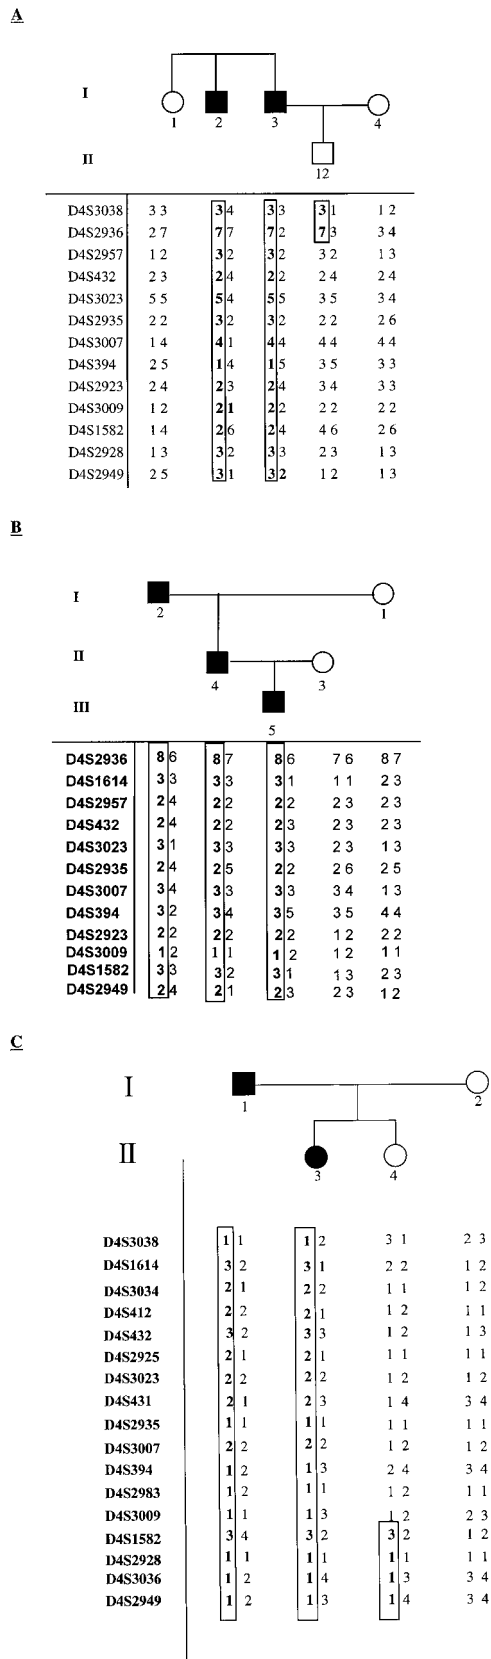 A
I
1 2 3 4
II
12
D4S3038 3 3 3 4 3 3 3 1 1 2
D4S2936 2 7 7 7 7 2 7 3 3 4
D4S2957 1 2 3 2 3 2 3 2 1 3
D4S432 2 3 2 4 2 2 2 4 2 4
D4S3023 5 5 5 4 5 5 3 5 3 4
D4S2935 2 2 3 2 3 2 2 2 2 6
D4S3007 1 4 4 1 4 4 4 4 4 4
D4S394 2 5 1 4 1 5 3 5 3 3
D4S2923 2 4 2 3 2 4 3 4 3 3
D4S3009 1 2 2 1 2 2 2 2 2 2
D4S1582 1 4 2 6 2 4 4 6 2 6
D4S2928 1 3 3 2 3 3 2 3 1 3
D4S2949 2 5 3 1 3 2 1 2 1 3
B
I
2 1
II
4 3
III
5
D4S2936 8 6 8 7 8 6 7 6 8 7
D4S1614 3 3 3 3 3 1 1 1 2 3
D4S2957 2 4 2 2 2 2 2 3 2 3
D4S432 2 4 2 2 2 3 2 3 2 3
D4S3023 3 1 3 3 3 3 2 3 1 3
D4S2935 2 4 2 5 2 2 2 6 2 5
D4S3007 3 4 3 3 3 3 3 4 1 3
D4S394 3 2 3 4 3 5 3 5 4 4
D4S2923 2 2 2 2 2 2 1 2 2 2
D4S3009 1 2 1 1 1 2 1 2 1 1
D4S1582 3 3 3 2 3 1 1 3 2 3
D4S2949 2 4 2 1 2 3 2 3 1 2
C
I
1 2
II
3 4
D4S3038 1 1 1 2 3 1 2 3
D4S1614 3 2 3 1 2 2 1 2
D4S3034 2 1 2 2 1 1 1 2
D4S412 2 2 2 1 1 2 1 1
D4S432 3 2 3 3 1 2 1 3
D4S2925 2 1 2 1 1 1 1 1
D4S3023 2 2 2 2 1 2 1 2
D4S431 2 1 2 3 1 4 3 4
D4S2935 1 1 1 1 1 1 1 1
D4S3007 2 2 2 2 1 2 1 2
D4S394 1 2 1 3 2 4 3 4
D4S2983 1 2 1 1 1 2 1 1
D4S3009 1 1 1 3 1 2 2 3
D4S1582 3 4 3 2 3 2 1 2
D4S2928 1 1 1 1 1 1 1 1
D4S3036 1 2 1 4 1 3 3 4
D4S2949 1 2 1 3 1 4 3 4